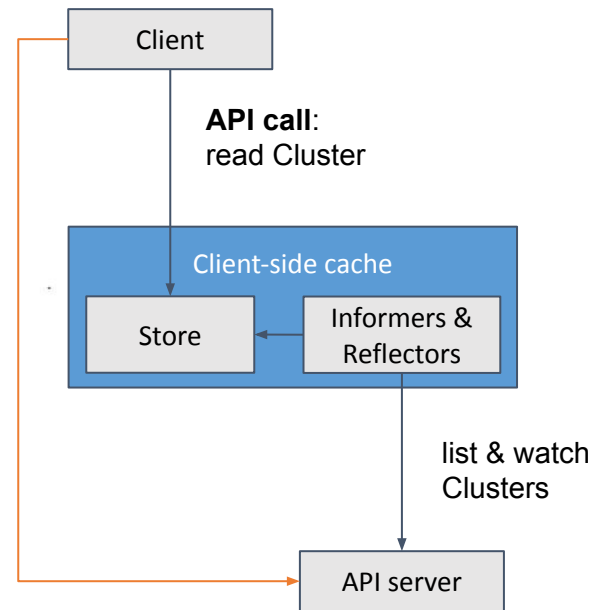 Client
API call:
read Cluster
Client-side cache
Store
Informers &
Reflectors
list & watch
Clusters
API server